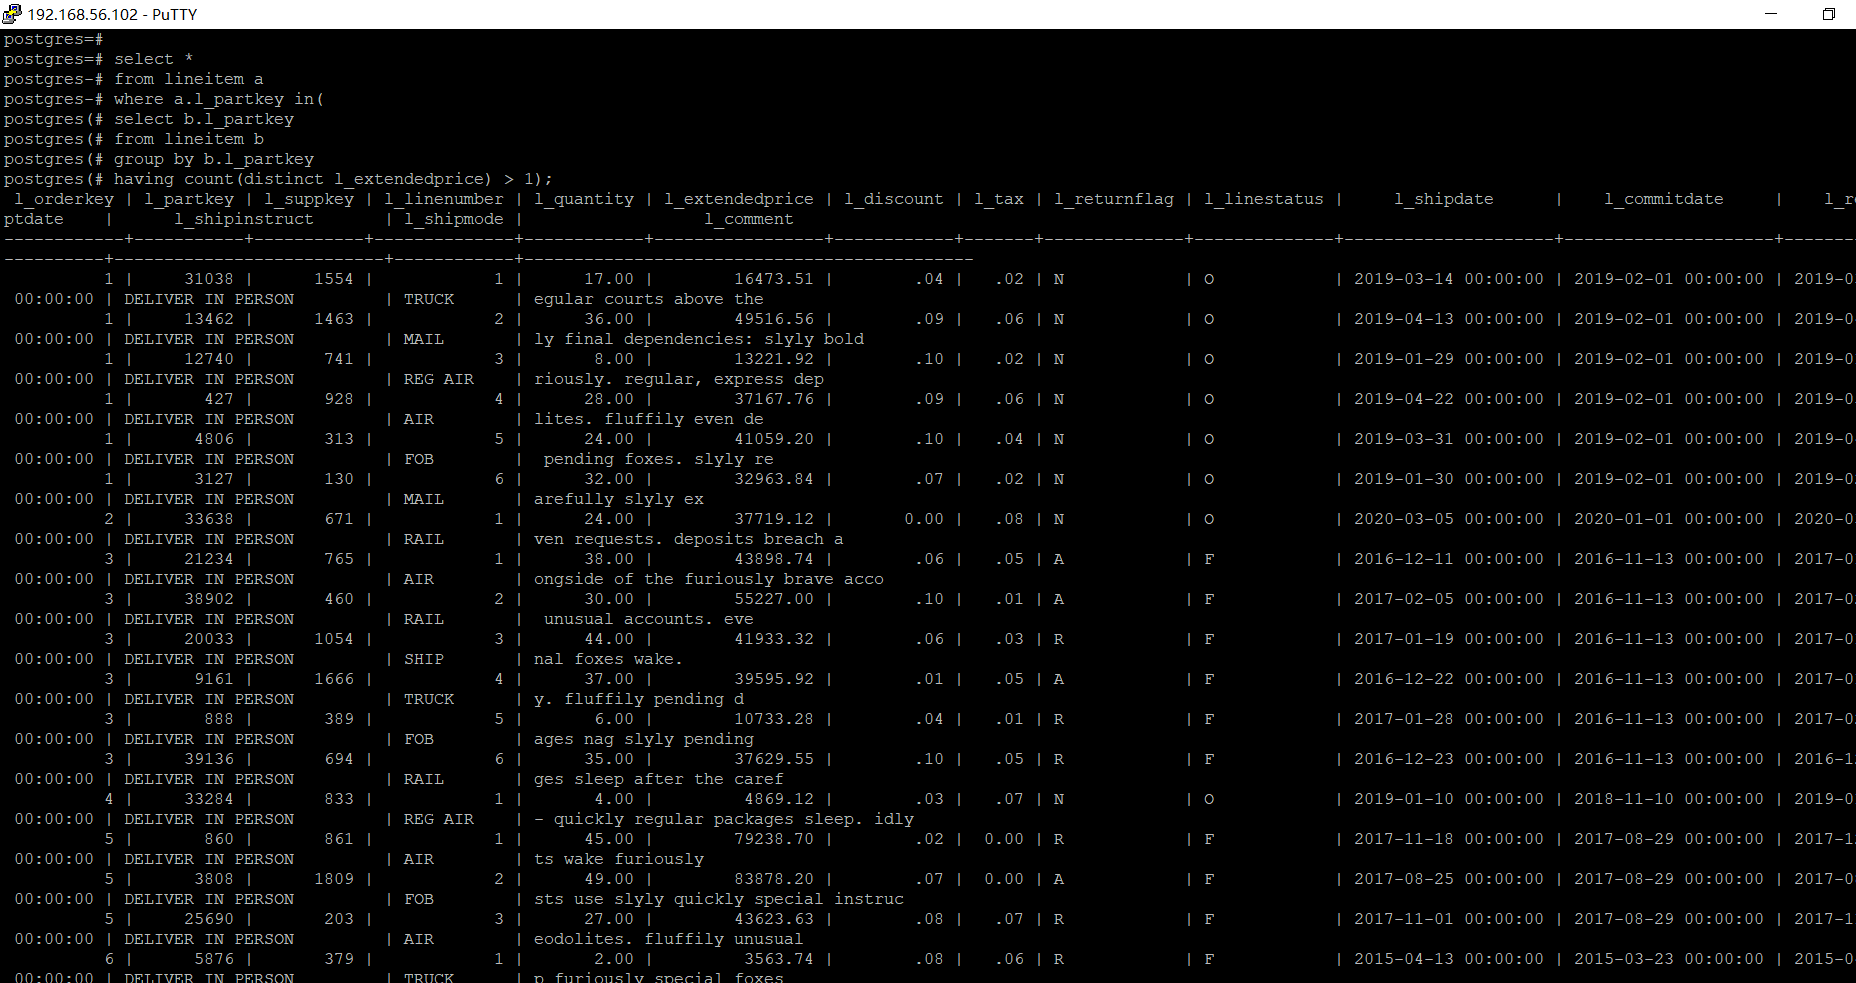 192.168.56.102 - PuTTY
postgres=#
postgres=# select *
postgres-# from lineitem a
postgres-# where a.l_partkey in(
postgres(# select b.l_partkey
postgres(# from lineitem b
postgres(# group by b.l_partkey
postgres(# having count(distinct l_extendedprice) > 1);
 l_orderkey | l_partkey | l_suppkey | l_linenumber | l_quantity | l_extendedprice | l_discount | l_tax | l_returnflag | l_linestatus |     l_shipdate      |    l_commitdate     |    l_re
ptdate    |      l_shipinstruct       | l_shipmode |                  l_comment
------------+-----------+-----------+--------------+------------+-----------------+------------+-------+--------------+--------------+---------------------+---------------------+-------
----------+---------------------------+------------+---------------------------------------------
          1 |     31038 |      1554 |            1 |      17.00 |        16473.51 |        .04 |   .02 | N            | O            | 2019-03-14 00:00:00 | 2019-02-01 00:00:00 | 2019-0
 00:00:00 | DELIVER IN PERSON         | TRUCK      | egular courts above the
          1 |     13462 |      1463 |            2 |      36.00 |        49516.56 |        .09 |   .06 | N            | O            | 2019-04-13 00:00:00 | 2019-02-01 00:00:00 | 2019-0
 00:00:00 | DELIVER IN PERSON         | MAIL       | ly final dependencies: slyly bold
          1 |     12740 |       741 |            3 |       8.00 |        13221.92 |        .10 |   .02 | N            | O            | 2019-01-29 00:00:00 | 2019-02-01 00:00:00 | 2019-0
 00:00:00 | DELIVER IN PERSON         | REG AIR    | riously. regular, express dep
          1 |       427 |       928 |            4 |      28.00 |        37167.76 |        .09 |   .06 | N            | O            | 2019-04-22 00:00:00 | 2019-02-01 00:00:00 | 2019-0
 00:00:00 | DELIVER IN PERSON         | AIR        | lites. fluffily even de
          1 |      4806 |       313 |            5 |      24.00 |        41059.20 |        .10 |   .04 | N            | O            | 2019-03-31 00:00:00 | 2019-02-01 00:00:00 | 2019-0
 00:00:00 | DELIVER IN PERSON         | FOB        |  pending foxes. slyly re
          1 |      3127 |       130 |            6 |      32.00 |        32963.84 |        .07 |   .02 | N            | O            | 2019-01-30 00:00:00 | 2019-02-01 00:00:00 | 2019-0
 00:00:00 | DELIVER IN PERSON         | MAIL       | arefully slyly ex
          2 |     33638 |       671 |            1 |      24.00 |        37719.12 |       0.00 |   .08 | N            | O            | 2020-03-05 00:00:00 | 2020-01-01 00:00:00 | 2020-0
 00:00:00 | DELIVER IN PERSON         | RAIL       | ven requests. deposits breach a
          3 |     21234 |       765 |            1 |      38.00 |        43898.74 |        .06 |   .05 | A            | F            | 2016-12-11 00:00:00 | 2016-11-13 00:00:00 | 2017-0
 00:00:00 | DELIVER IN PERSON         | AIR        | ongside of the furiously brave acco
          3 |     38902 |       460 |            2 |      30.00 |        55227.00 |        .10 |   .01 | A            | F            | 2017-02-05 00:00:00 | 2016-11-13 00:00:00 | 2017-0
 00:00:00 | DELIVER IN PERSON         | RAIL       |  unusual accounts. eve
          3 |     20033 |      1054 |            3 |      44.00 |        41933.32 |        .06 |   .03 | R            | F            | 2017-01-19 00:00:00 | 2016-11-13 00:00:00 | 2017-0
 00:00:00 | DELIVER IN PERSON         | SHIP       | nal foxes wake.
          3 |      9161 |      1666 |            4 |      37.00 |        39595.92 |        .01 |   .05 | A            | F            | 2016-12-22 00:00:00 | 2016-11-13 00:00:00 | 2017-0
 00:00:00 | DELIVER IN PERSON         | TRUCK      | y. fluffily pending d
          3 |       888 |       389 |            5 |       6.00 |        10733.28 |        .04 |   .01 | R            | F            | 2017-01-28 00:00:00 | 2016-11-13 00:00:00 | 2017-0
 00:00:00 | DELIVER IN PERSON         | FOB        | ages nag slyly pending
          3 |     39136 |       694 |            6 |      35.00 |        37629.55 |        .10 |   .05 | R            | F            | 2016-12-23 00:00:00 | 2016-11-13 00:00:00 | 2016-1
 00:00:00 | DELIVER IN PERSON         | RAIL       | ges sleep after the caref
          4 |     33284 |       833 |            1 |       4.00 |         4869.12 |        .03 |   .07 | N            | O            | 2019-01-10 00:00:00 | 2018-11-10 00:00:00 | 2019-0
 00:00:00 | DELIVER IN PERSON         | REG AIR    | - quickly regular packages sleep. idly
          5 |       860 |       861 |            1 |      45.00 |        79238.70 |        .02 |  0.00 | R            | F            | 2017-11-18 00:00:00 | 2017-08-29 00:00:00 | 2017-1
 00:00:00 | DELIVER IN PERSON         | AIR        | ts wake furiously
          5 |      3808 |      1809 |            2 |      49.00 |        83878.20 |        .07 |  0.00 | A            | F            | 2017-08-25 00:00:00 | 2017-08-29 00:00:00 | 2017-0
 00:00:00 | DELIVER IN PERSON         | FOB        | sts use slyly quickly special instruc
          5 |     25690 |       203 |            3 |      27.00 |        43623.63 |        .08 |   .07 | R            | F            | 2017-11-01 00:00:00 | 2017-08-29 00:00:00 | 2017-1
 00:00:00 | DELIVER IN PERSON         | AIR        | eodolites. fluffily unusual
          6 |      5876 |       379 |            1 |       2.00 |         3563.74 |        .08 |   .06 | R            | F            | 2015-04-13 00:00:00 | 2015-03-23 00:00:00 | 2015-0
 00:00:00 | DELIVER IN PERSON         | TRUCK      | p furiously special foxes